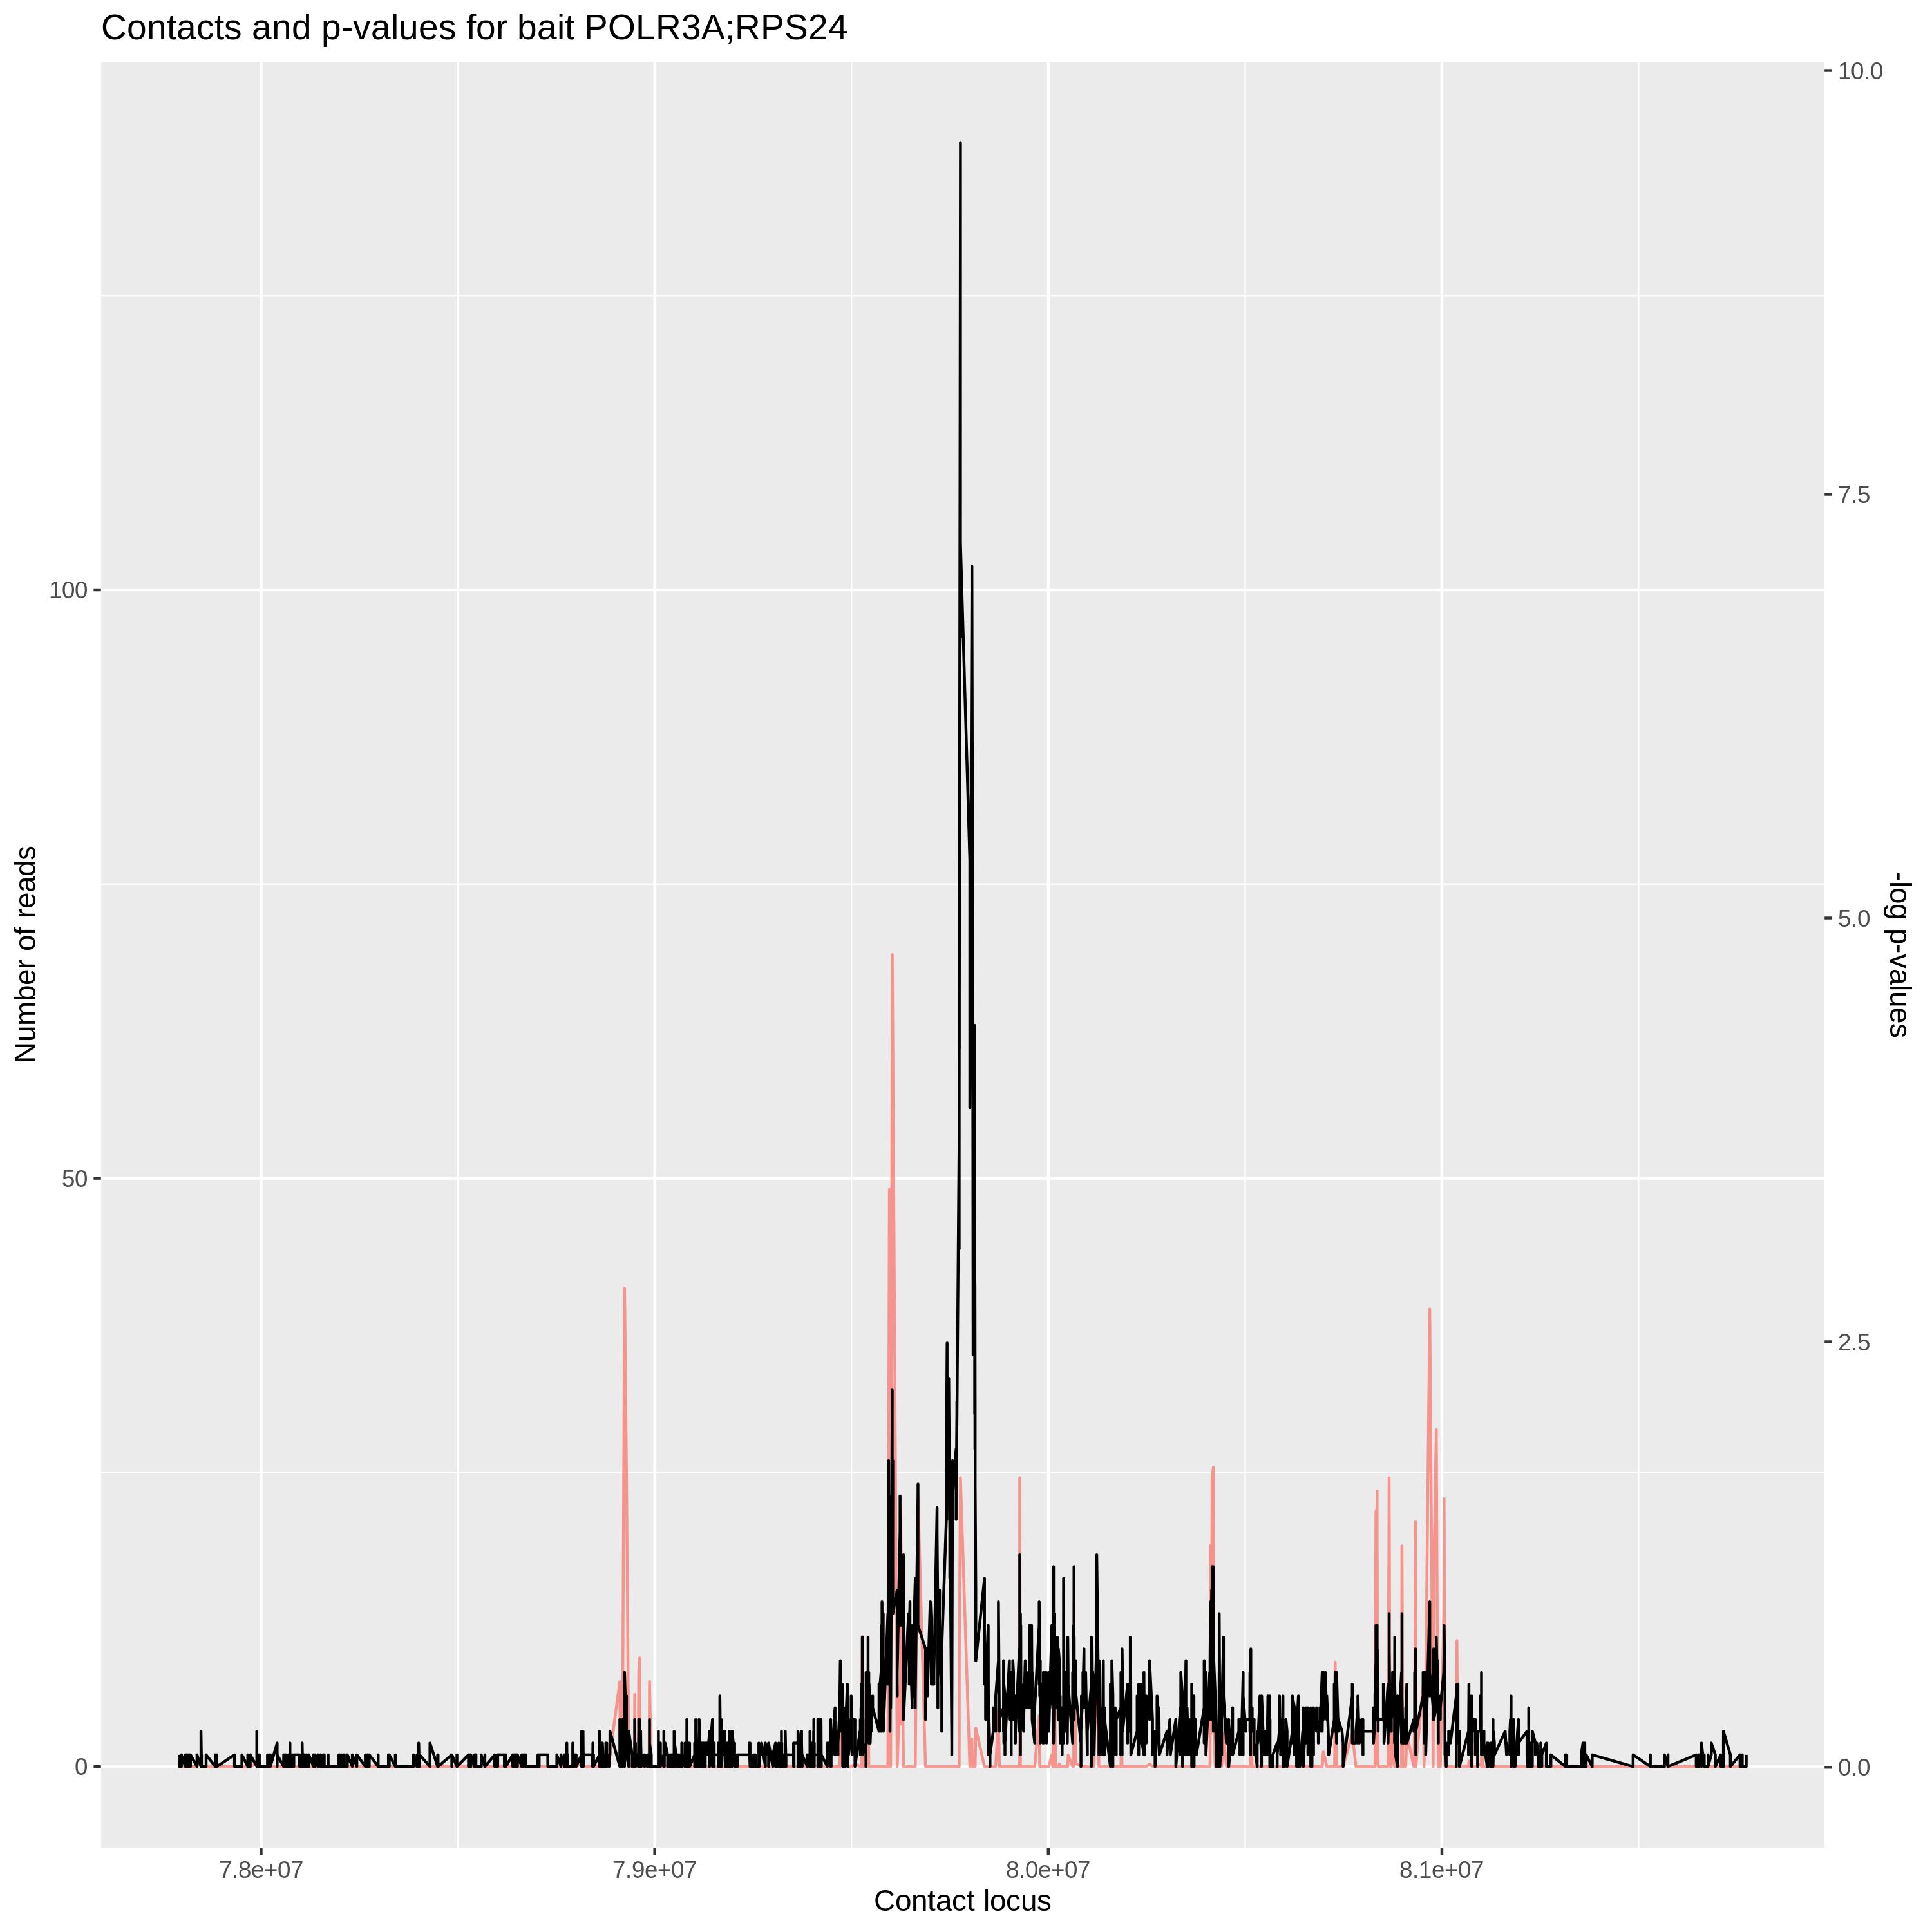 Contacts and p-values for bait POLR3A;RPS24
10.0
7.5
100
5.0
Number of reads
-log p-values
50
2.5
0
0.0
7.8e+07 7.9e+07 8.0e+07 8.1e+07
Contact locus